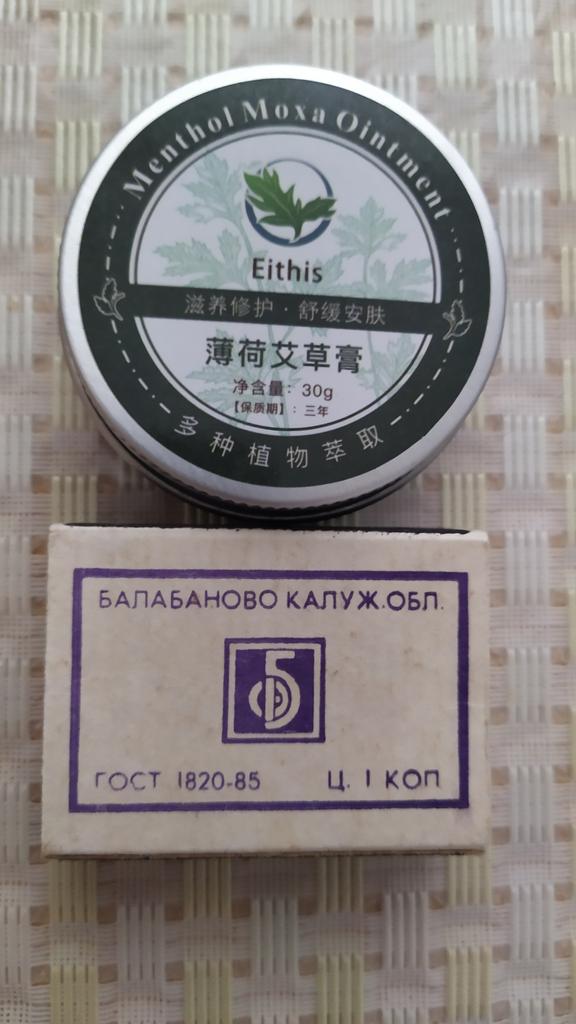 Menthol Moxa Ointment
Eithis
滋养修护·舒缓安肤
薄荷艾草膏
净含量：30g
【保质期】：三年
多种植物萃取
БАЛАБАНОВО КАЛУЖ.ОБЛ.
ФБ
ГОСТ 1820-85
Ц. 1 КОП